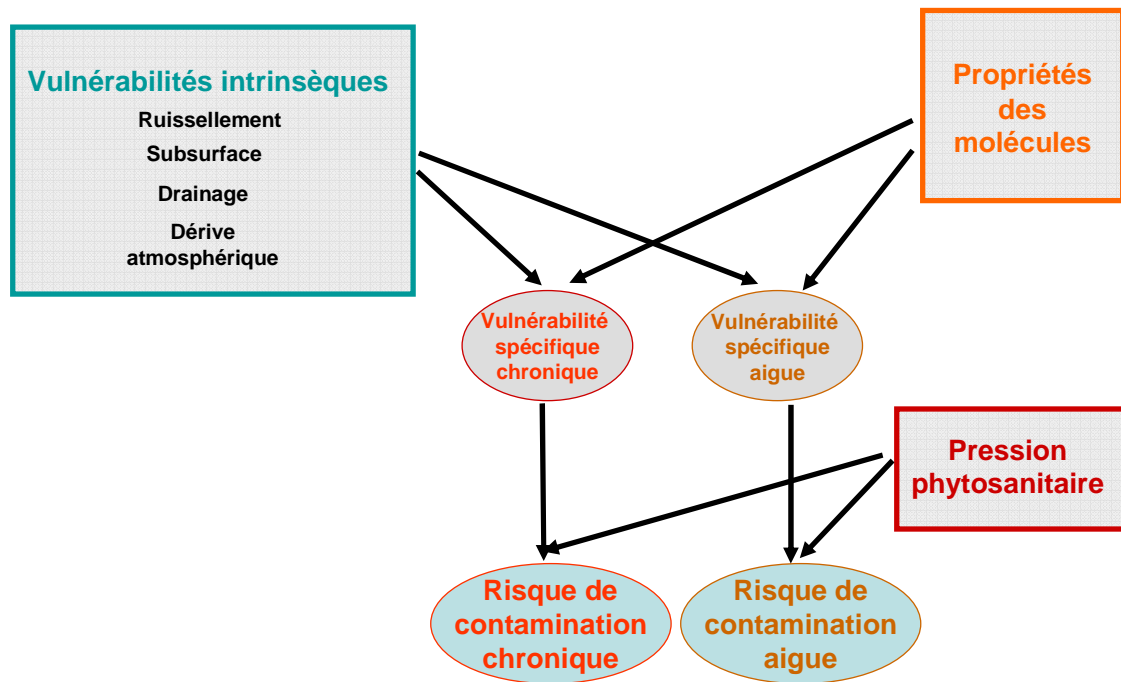 Vulnérabilités intrinsèques
Ruissellement
Subsurface
Drainage
Dérive
atmosphérique
Propriétés
des
molécules
Vulnérabilité
spécifique
chronique
Vulnérabilité
spécifique
aigue
Pression
phytosanitaire
Risque de
contamination
chronique
Risque de
contamination
aigue